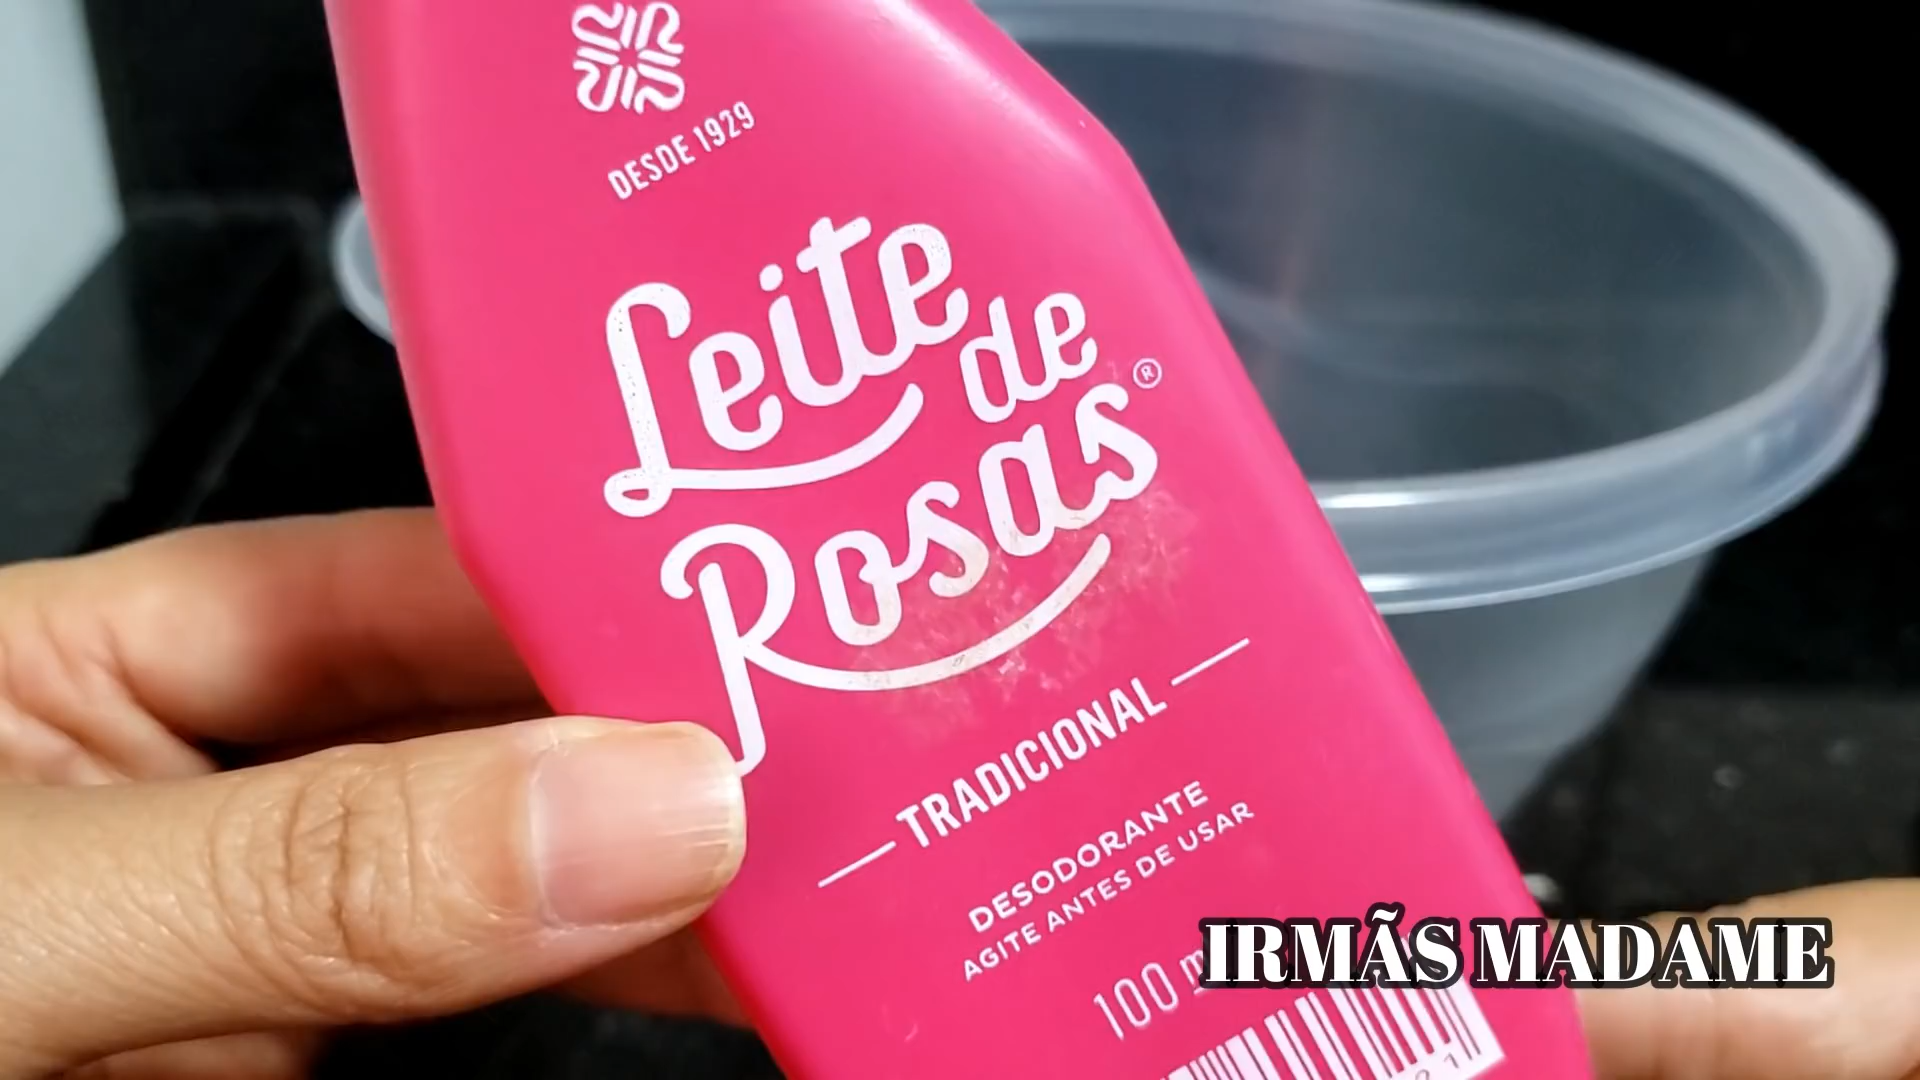 DESDE 1929
Leite
de
Rosas®
TRADICIONAL
DESODORANTE
AGITE ANTES DE USAR
100
IRMÃS MADAME